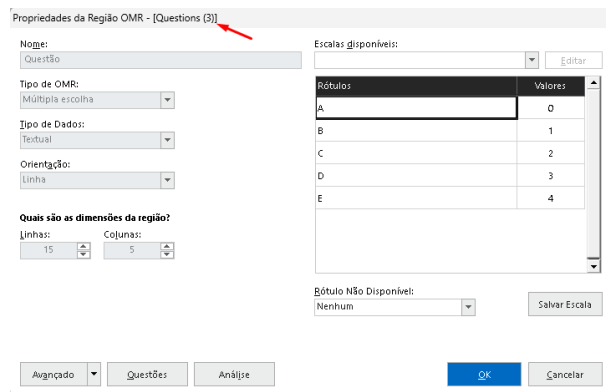 Propriedades da Região OMR - [Questions (3)]
Nome:
Questão
Tipo de OMR:
Múltipla escolha
Tipo de Dados:
Textual
Orientação:
Linha
Quais são as dimensões da região?
Linhas: Colunas:
15 5
Escalas disponíveis:
Editar
Rótulos Valores
A 0
B 1
C 2
D 3
E 4
Rótulo Não Disponível:
Nenhum
Salvar Escala
Avançado Questões Análise OK Cancelar